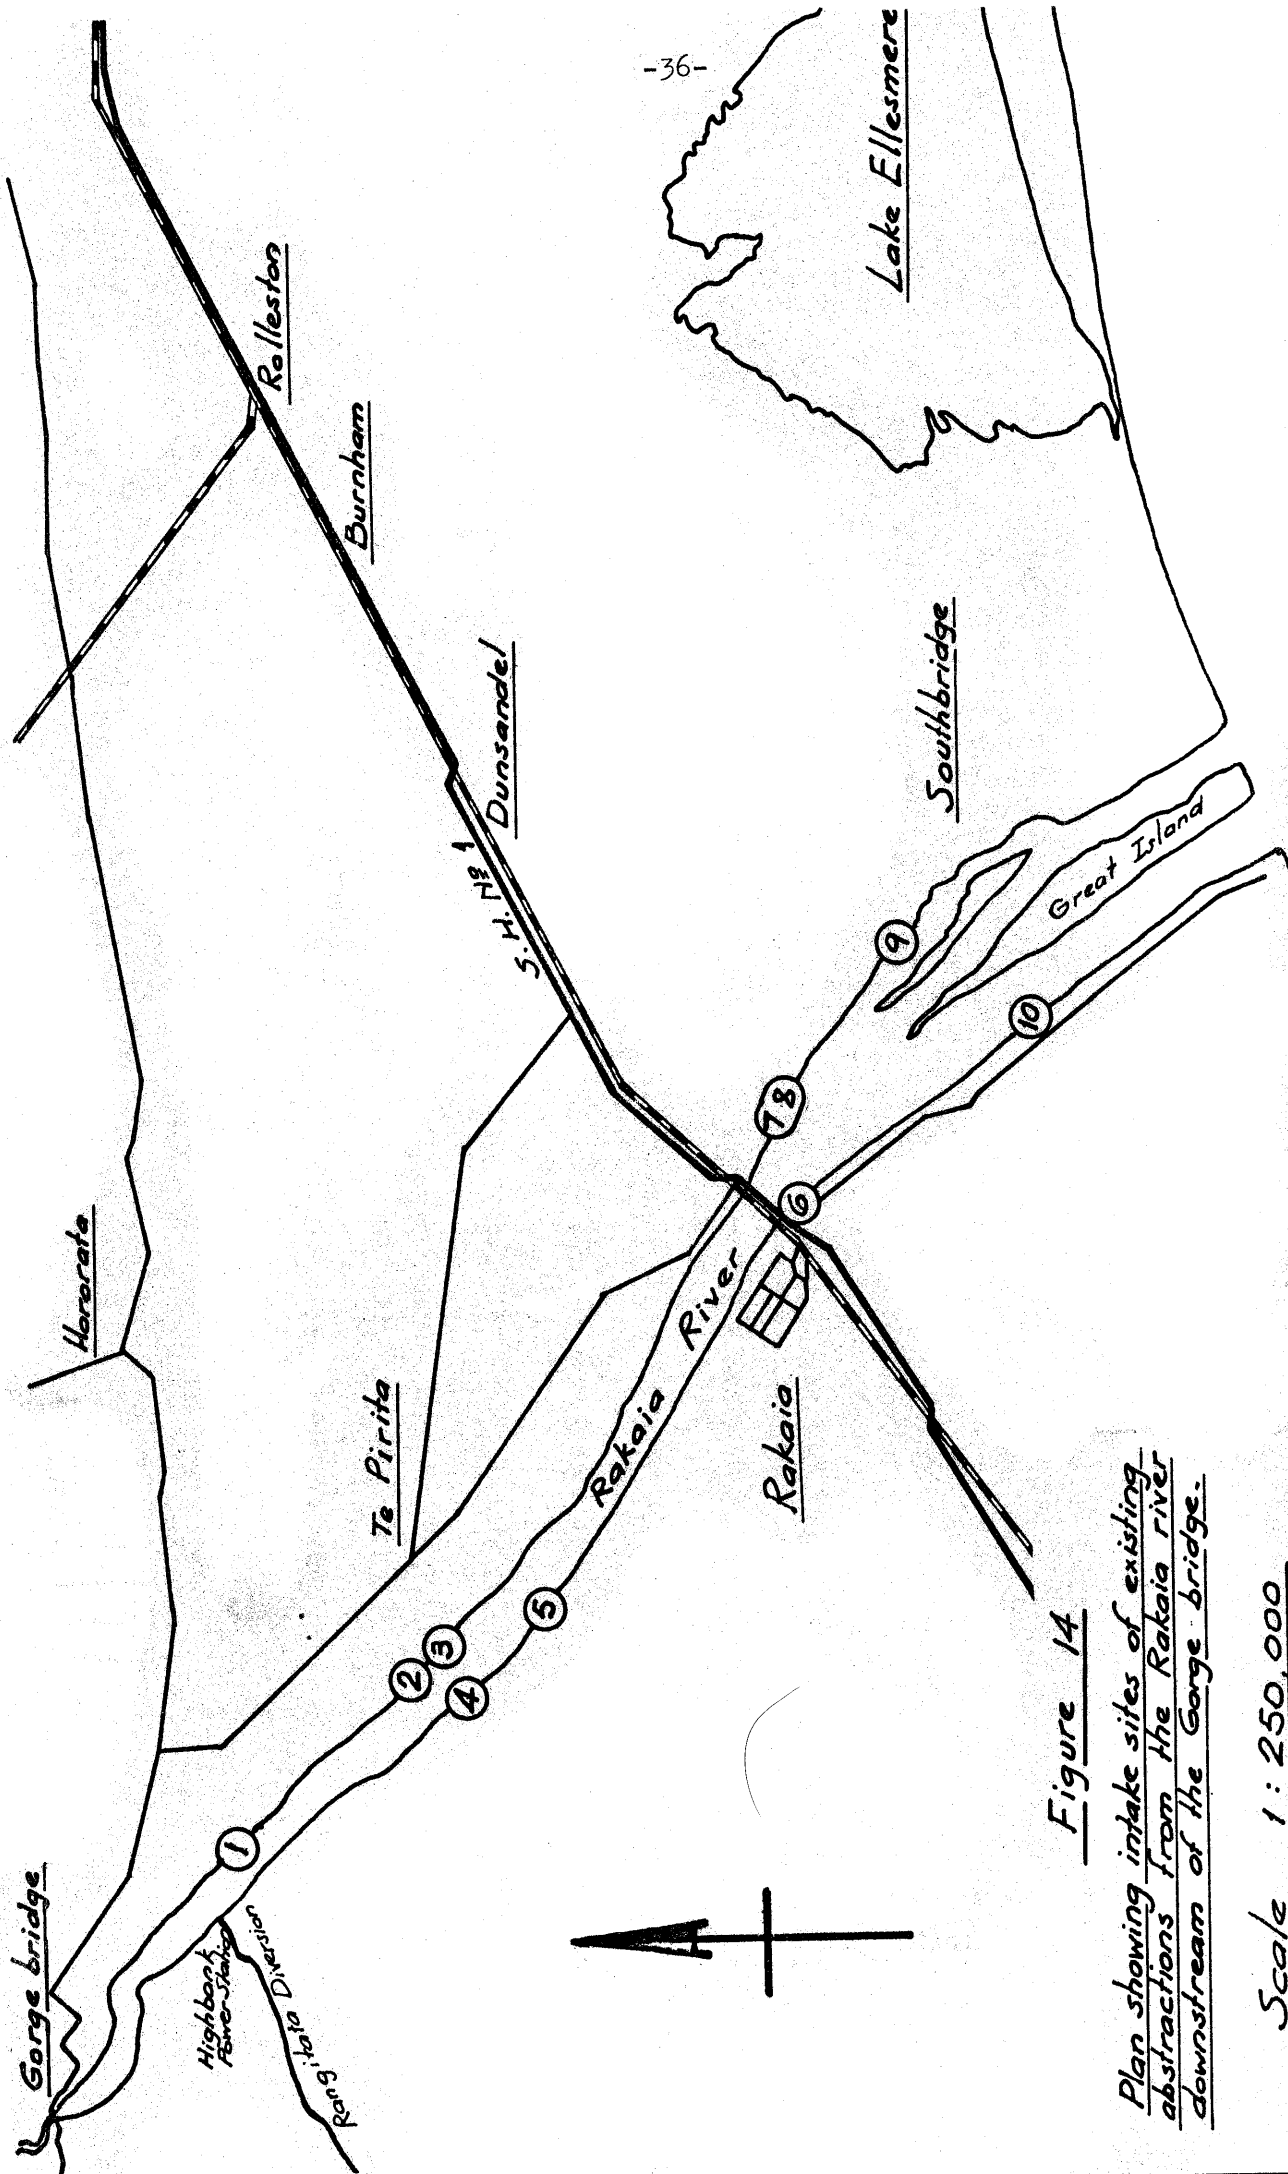 -36-
Gorge bridge
Highbank
Power Station
Rangitata Diversion
Hororata
Te Pirita
Rakaia River
Rakaia
S. H. Nº 1
Dunsandel
Burnham
Rolleston
Lake Ellesmere
Southbridge
Great Island
1
2
3
4
5
6
7 8
9
10
Figure 14
Plan showing intake sites of existing
abstractions from the Rakaia river
downstream of the Gorge bridge.
Scale 1 : 250,000